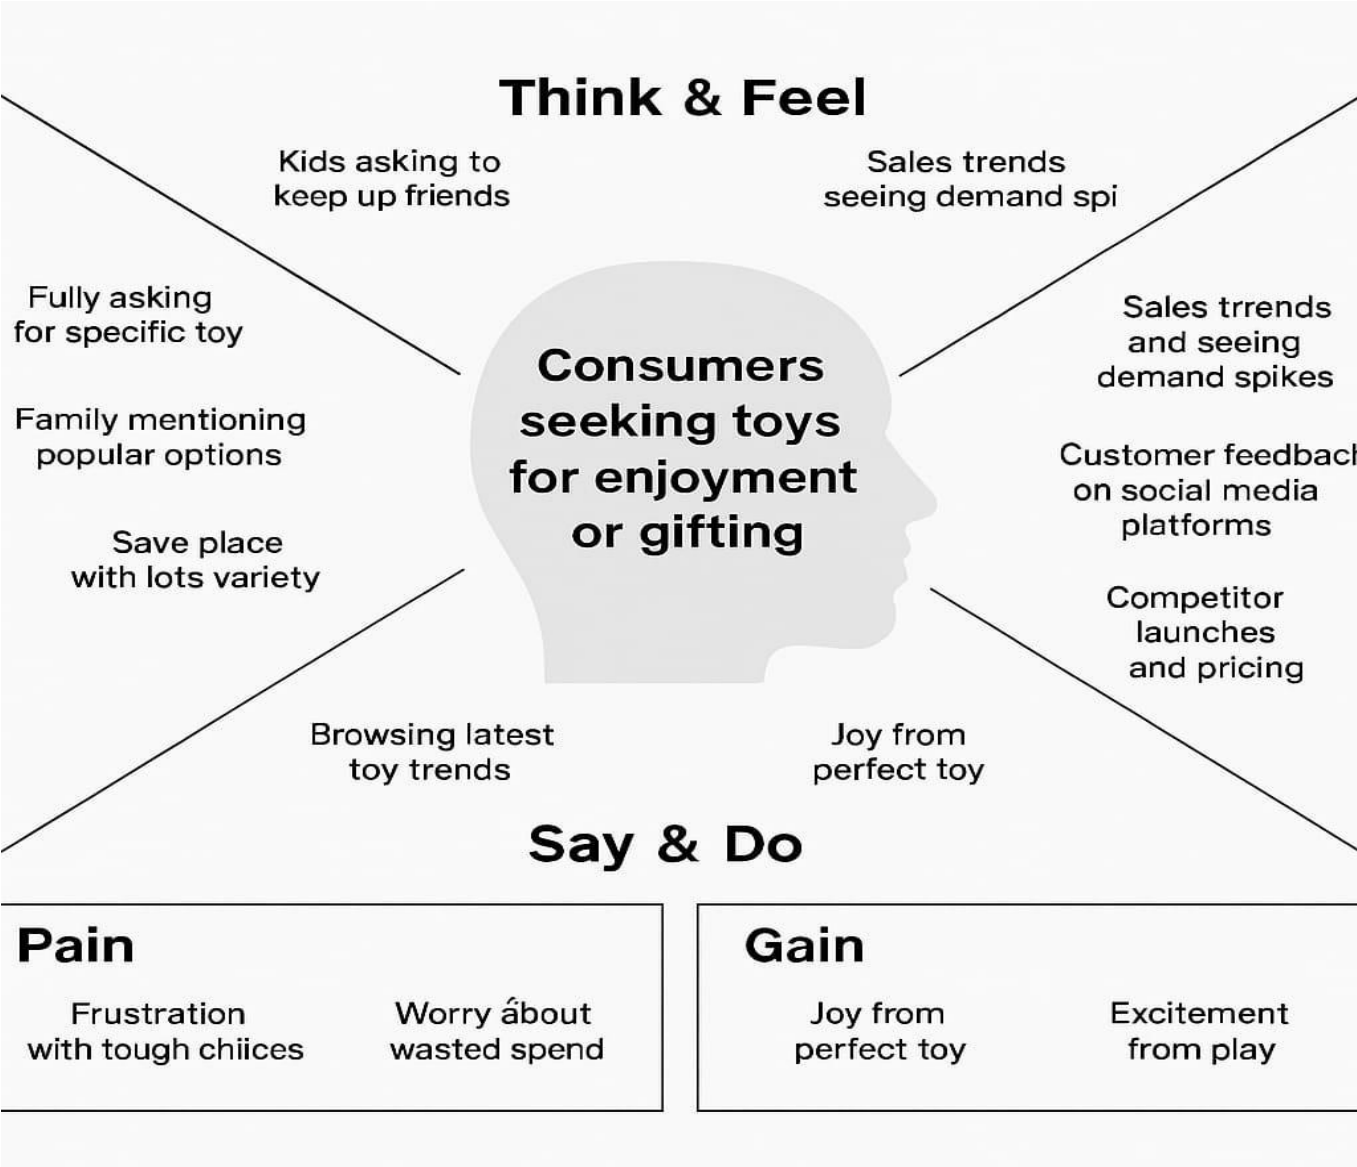 Think & Feel
Kids asking to
keep up friends
Sales trends
seeing demand spi
Fully asking
for specific toy
Family mentioning
popular options
Save place
with lots variety
Consumers
seeking toys
for enjoyment
or gifting
Sales trrends
and seeing
demand spikes
Customer feedbach
on social media
platforms
Competitor
launches
and pricing
Browsing latest
toy trends
Joy from
perfect toy
Say & Do
Pain
Frustration
with tough chiices
Worry ábout
wasted spend
Gain
Joy from
perfect toy
Excitement
from play